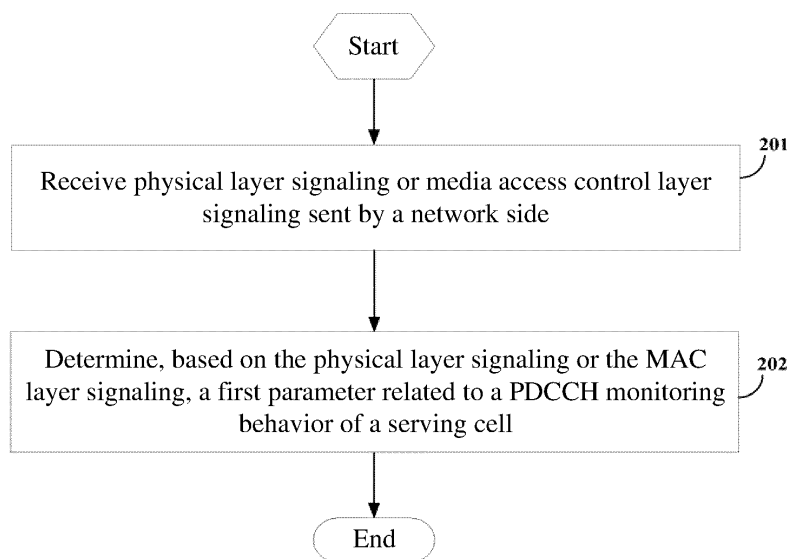 Start
201
Receive physical layer signaling or media access control layer
signaling sent by a network side
Determine, based on the physical layer signaling or the MAC
layer signaling, a first parameter related to a PDCCH monitoring
behavior of a serving cell
202
End